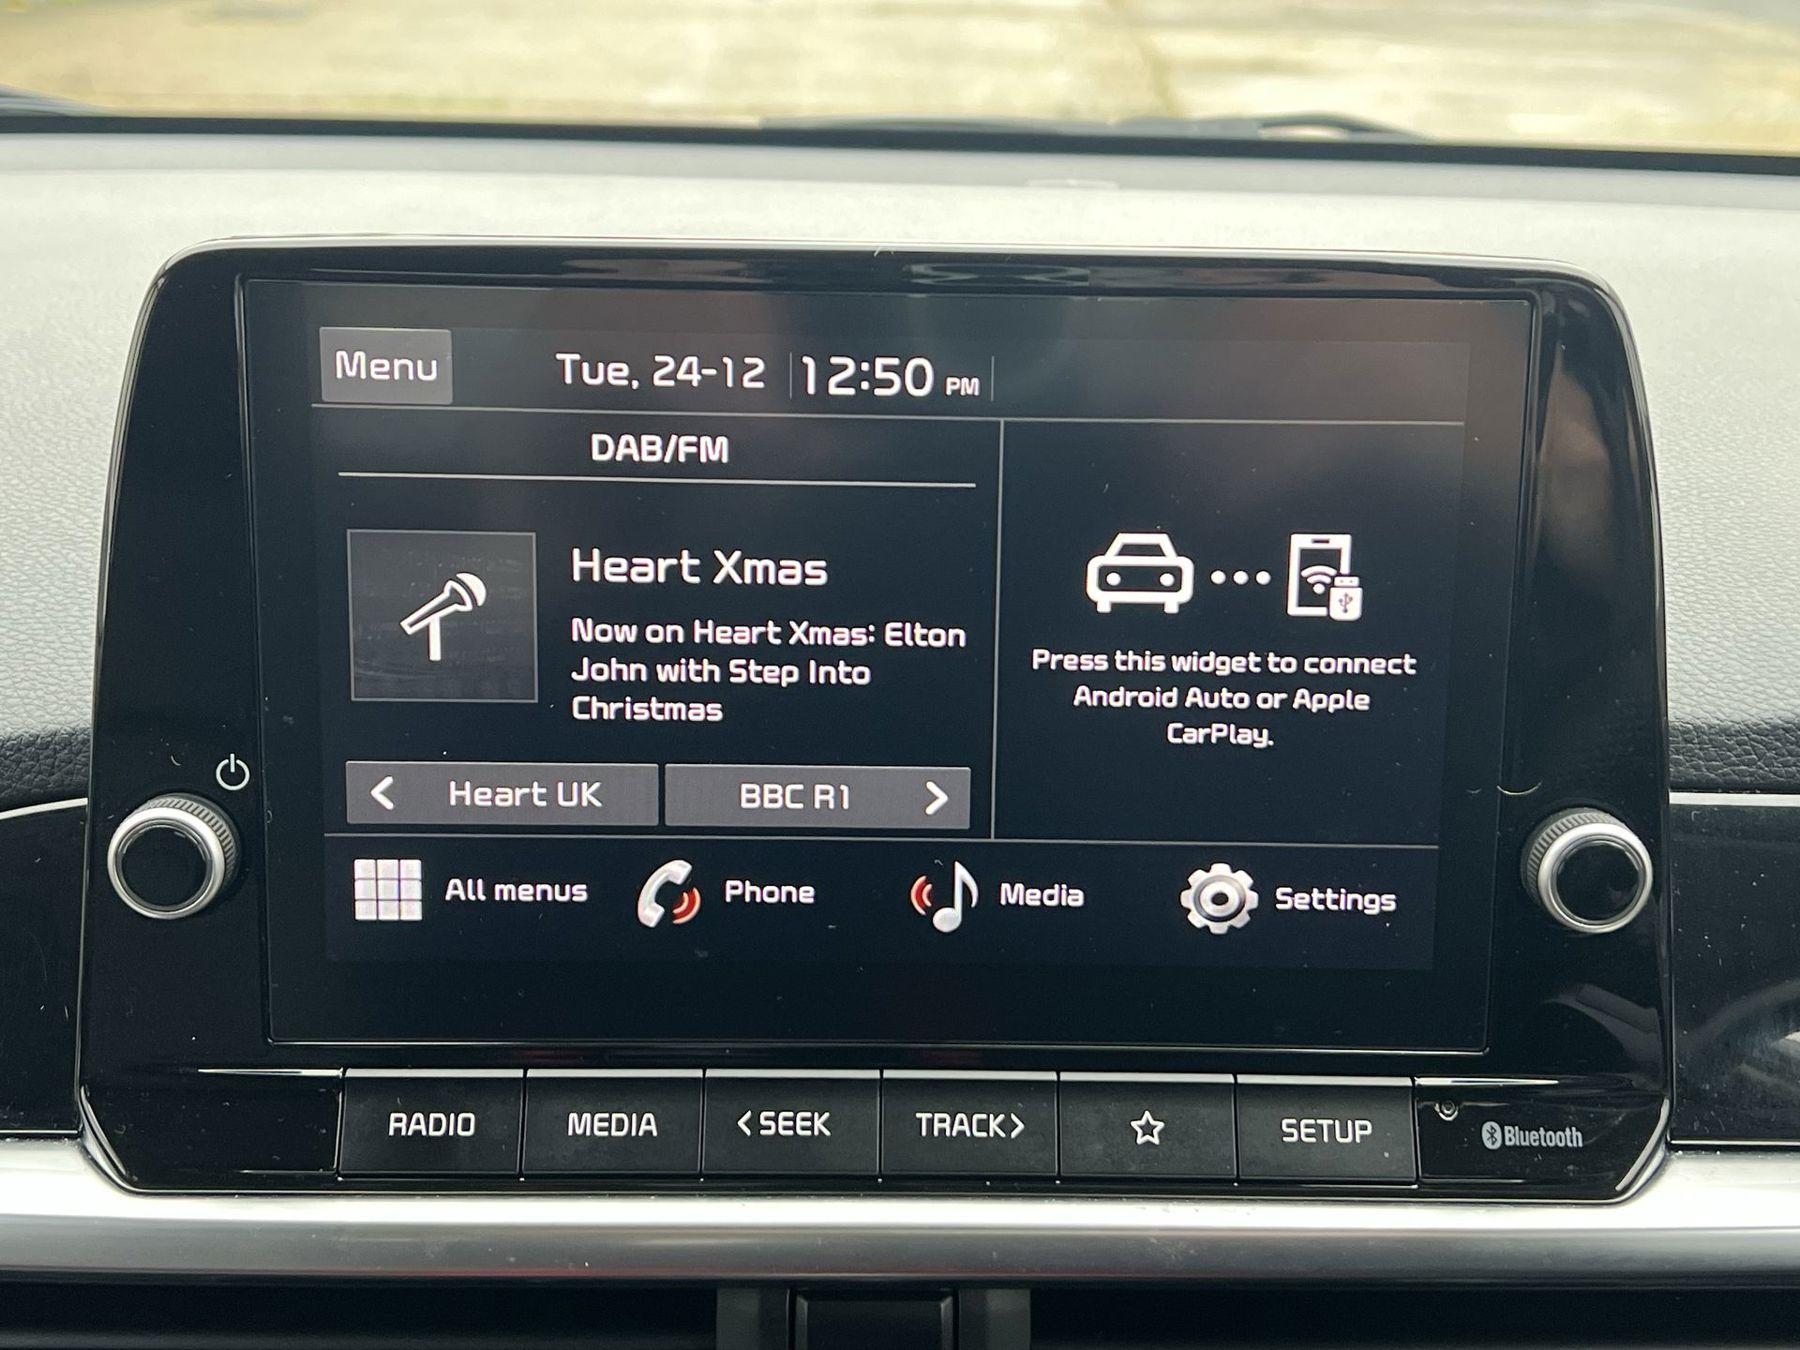 Menu
Tue, 24-12
12:50 PM
DAB/FM
Heart Xmas
Now on Heart Xmas: Elton
John with Step Into
Christmas
Press this widget to connect
Android Auto or Apple
CarPlay.
< Heart UK
BBC R1 >
All menus
Phone
Media
Settings
RADIO
MEDIA
<SEEK
TRACK>
SETUP
Bluetooth